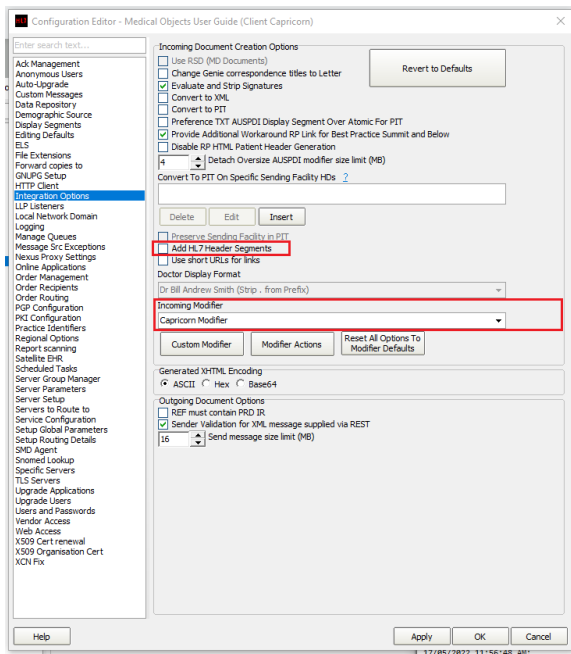 HLT Configuration Editor - Medical Objects User Guide (Client Capricorn)
Enter search text...
Ack Management
Anonymous Users
Auto-Upgrade
Custom Messages
Data Repository
Demographic Source
Display Segments
Editing Defaults
ELS
File Extensions
Forward copies to
GNUPG Setup
HTTP Client
Integration Options
LLP Listeners
Local Network Domain
Logging
Manage Queues
Message Src Exceptions
Nexus Proxy Settings
Online Applications
Order Management
Order Recipients
Order Routing
PGP Configuration
PKI Configuration
Practice Identifiers
Regional Options
Report scanning
Satellite EHR
Scheduled Tasks
Server Group Manager
Server Parameters
Server Setup
Servers to Route to
Service Configuration
Setup Global Parameters
Setup Routing Details
SMD Agent
Snomed Lookup
Specific Servers
TLS Servers
Upgrade Applications
Upgrade Users
Users and Passwords
Vendor Access
Web Access
X509 Cert renewal
X509 Organisation Cert
XCN Fix
Incoming Document Creation Options
Use RSD (MD Documents)
Change Genie correspondence titles to Letter
Revert to Defaults
Evaluate and Strip Signatures
Convert to XML
Convert to PIT
Preference TXT AUSPDI Display Segment Over Atomic For PIT
Provide Additional Workaround RP Link for Best Practice Summit and Below
Disable RP HTML Patient Header Generation
4 Detach Oversize AUSPDI modifier size limit (MB)
Convert To PIT On Specific Sending Facility HDs ?
Delete Edit Insert
Preserve Sending Facility in PIT
Add HL7 Header Segments
Use short URLs for links
Doctor Display Format
Dr Bill Andrew Smith (Strip . from Prefix)
Incoming Modifier
Capricorn Modifier
Custom Modifier Modifier Actions Reset All Options To
Modifier Defaults
Generated XHTML Encoding
ASCII Hex Base64
Outgoing Document Options
REF must contain PRD IR
Sender Validation for XML message supplied via REST
16 Send message size limit (MB)
Help Apply OK Cancel
17/05/2022 11:56:48 AM: